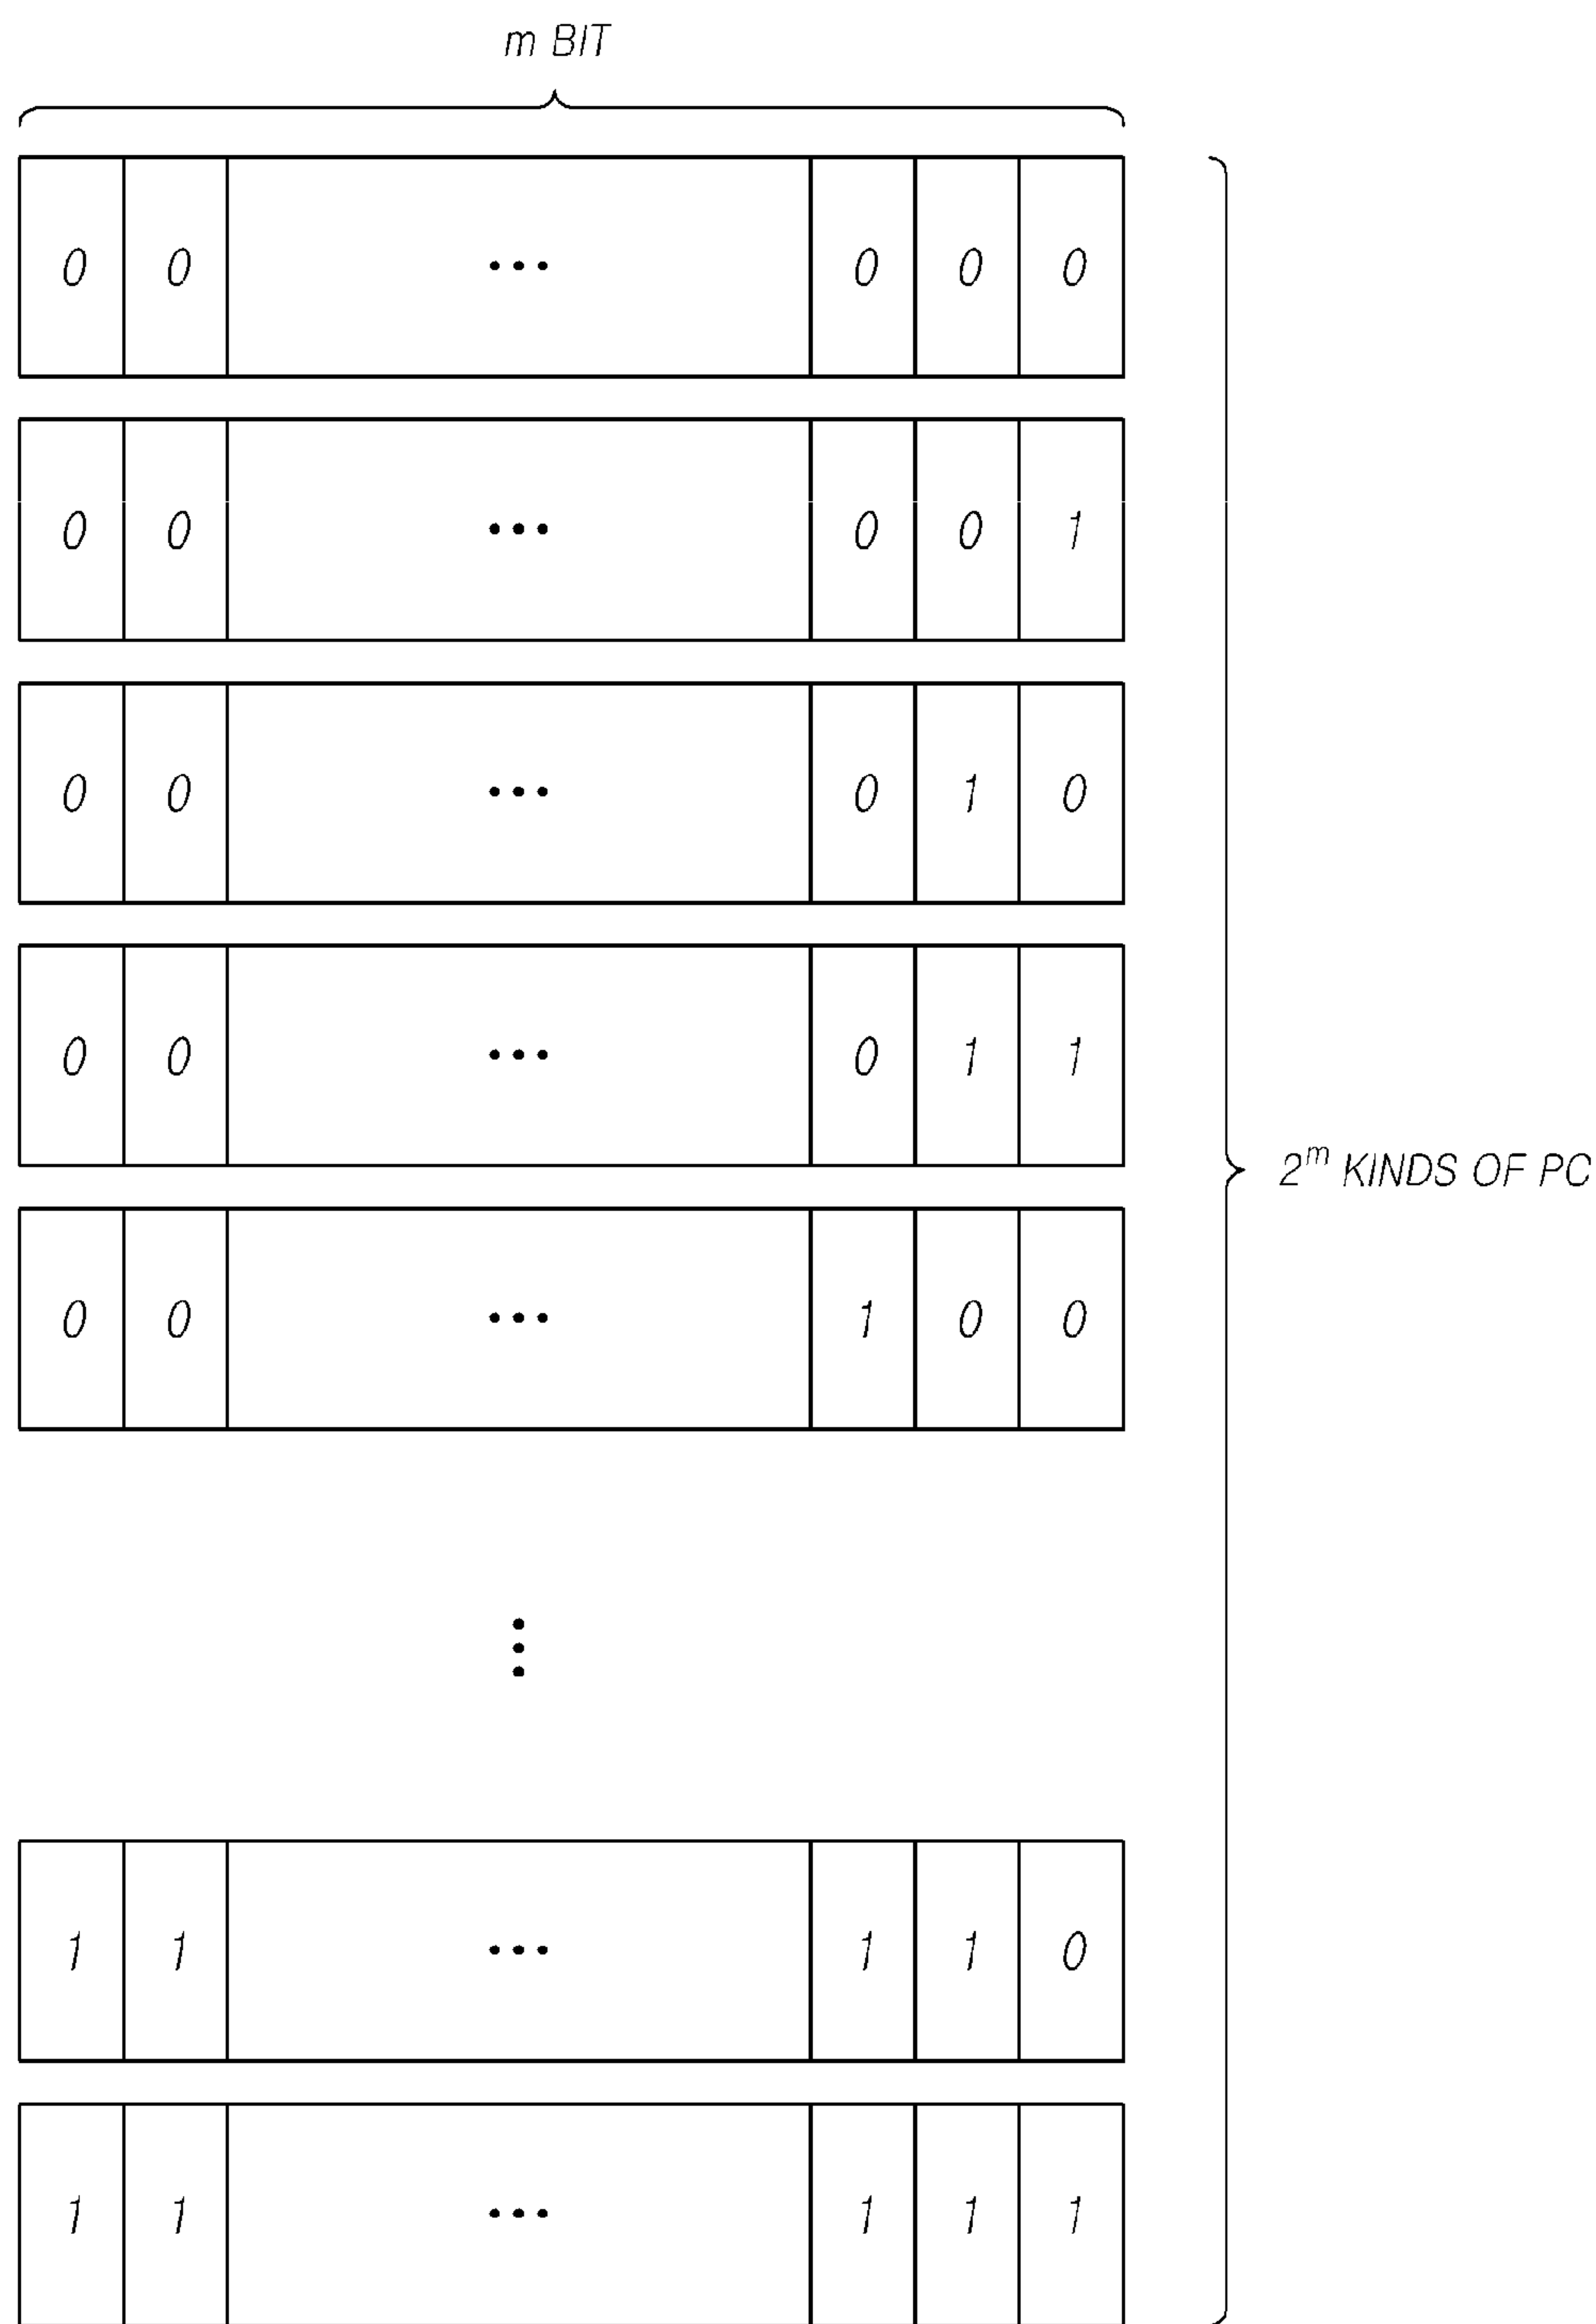 m BIT
0 0 ... 0 0 0
0 0 ... 0 0 1
0 0 ... 0 1 0
0 0 ... 0 1 1
0 0 ... 1 0 0
2^m KINDS OF PC
1 1 ... 1 1 0
1 1 ... 1 1 1